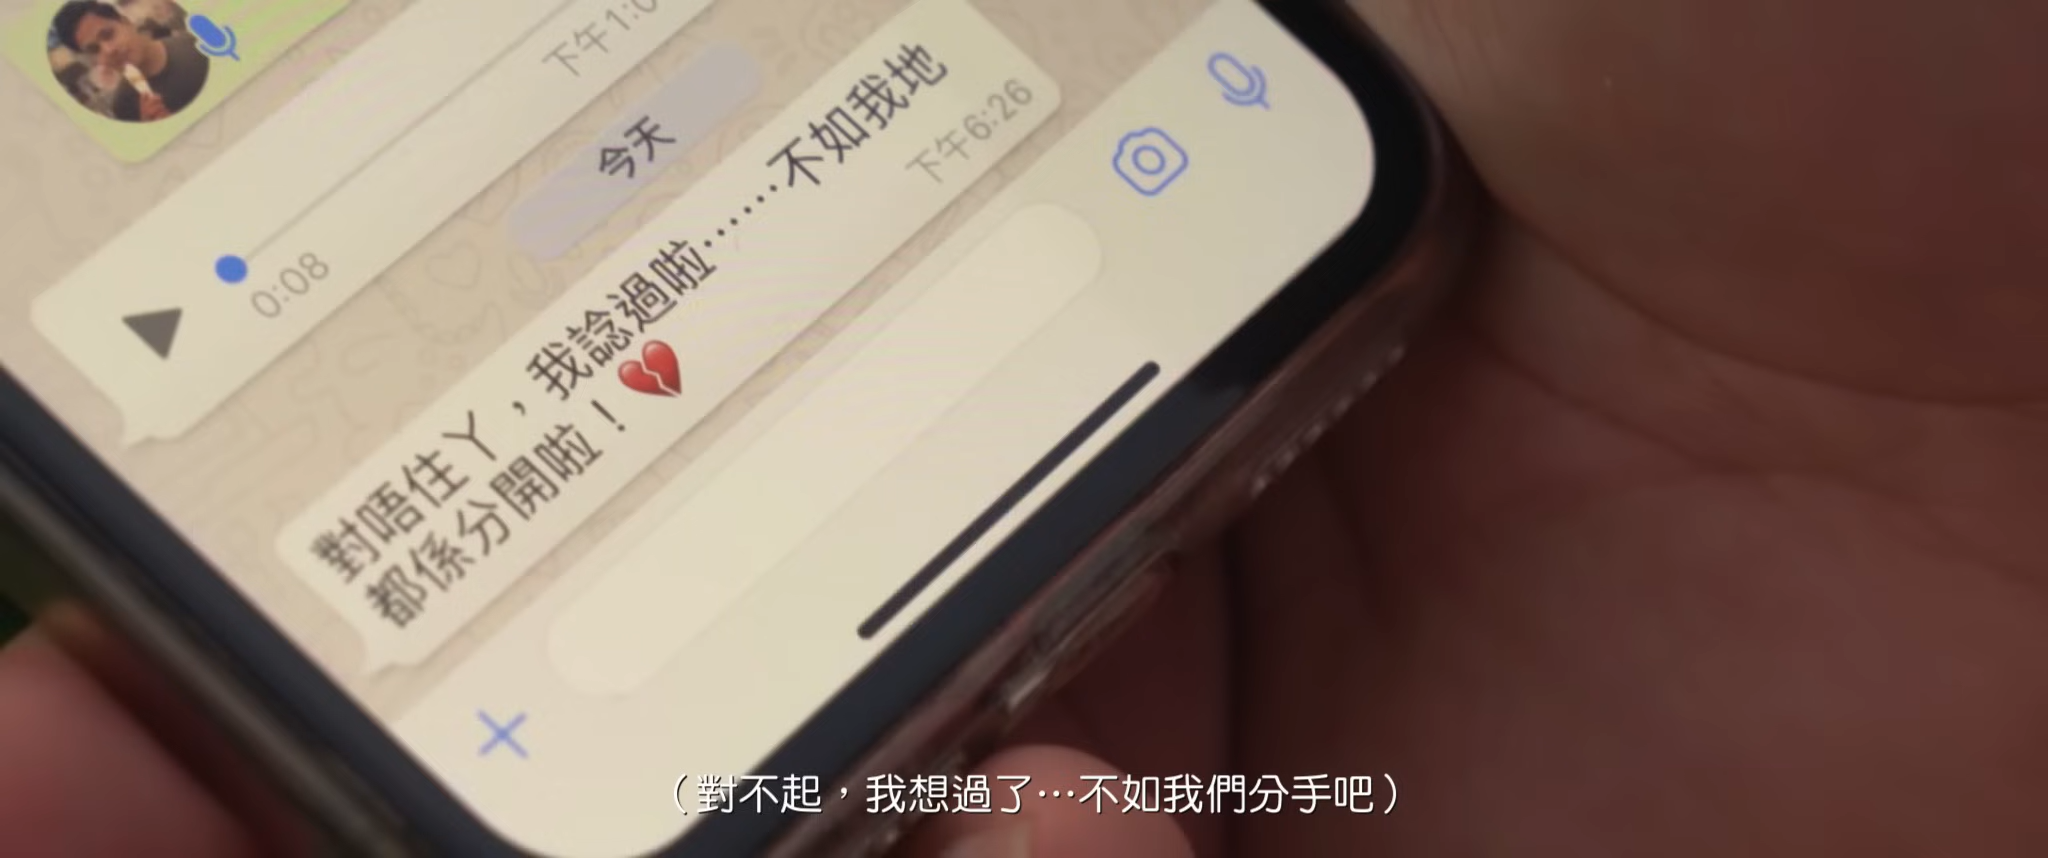 下午1:0
0:08
今天
對唔住丫，我諗過啦……不如我地
都係分開啦！💔
下午6:26
（對不起，我想過了…不如我們分手吧）